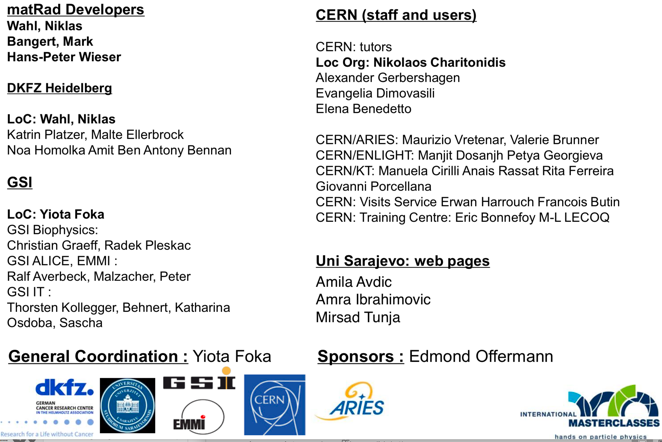 matRad Developers
Wahl, Niklas
Bangert, Mark
Hans-Peter Wieser
DKFZ Heidelberg
LoC: Wahl, Niklas
Katrin Platzer, Malte Ellerbrock
Noa Homolka Amit Ben Antony Bennan
GSI
LoC: Yiota Foka
GSI Biophysics:
Christian Graeff, Radek Pleskac
GSI ALICE, EMMI :
Ralf Averbeck, Malzacher, Peter
GSI IT :
Thorsten Kollegger, Behnert, Katharina
Osdoba, Sascha
CERN (staff and users)
CERN: tutors
Loc Org: Nikolaos Charitonidis
Alexander Gerbershagen
Evangelia Dimovasili
Elena Benedetto
CERN/ARIES: Maurizio Vretenar, Valerie Brunner
CERN/ENLIGHT: Manjit Dosanjh Petya Georgieva
CERN/KT: Manuela Cirilli Anais Rassat Rita Ferreira
Giovanni Porcellana
CERN: Visits Service Erwan Harrouch Francois Butin
CERN: Training Centre: Eric Bonnefoy M-L LECOQ
Uni Sarajevo: web pages
Amila Avdic
Amra Ibrahimovic
Mirsad Tunja
General Coordination : Yiota Foka
Sponsors : Edmond Offermann
dkfz.
GERMAN
CANCER RESEARCH CENTER
IN THE HELMHOLTZ ASSOCIATION
Research for a Life without Cancer
GSI
EMMI
CERN
ARIES
INTERNATIONAL
MASTERCLASSES
hands on particle physics